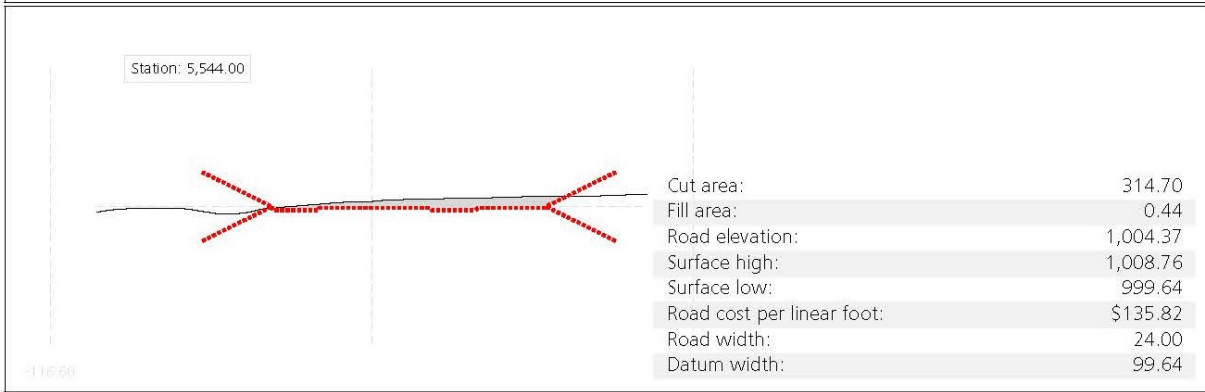 Station: 5,544.00
Cut area: 314.70
Fill area: 0.44
Road elevation: 1,004.37
Surface high: 1,008.76
Surface low: 999.64
Road cost per linear foot: $135.82
Road width: 24.00
Datum width: 99.64
-116.60